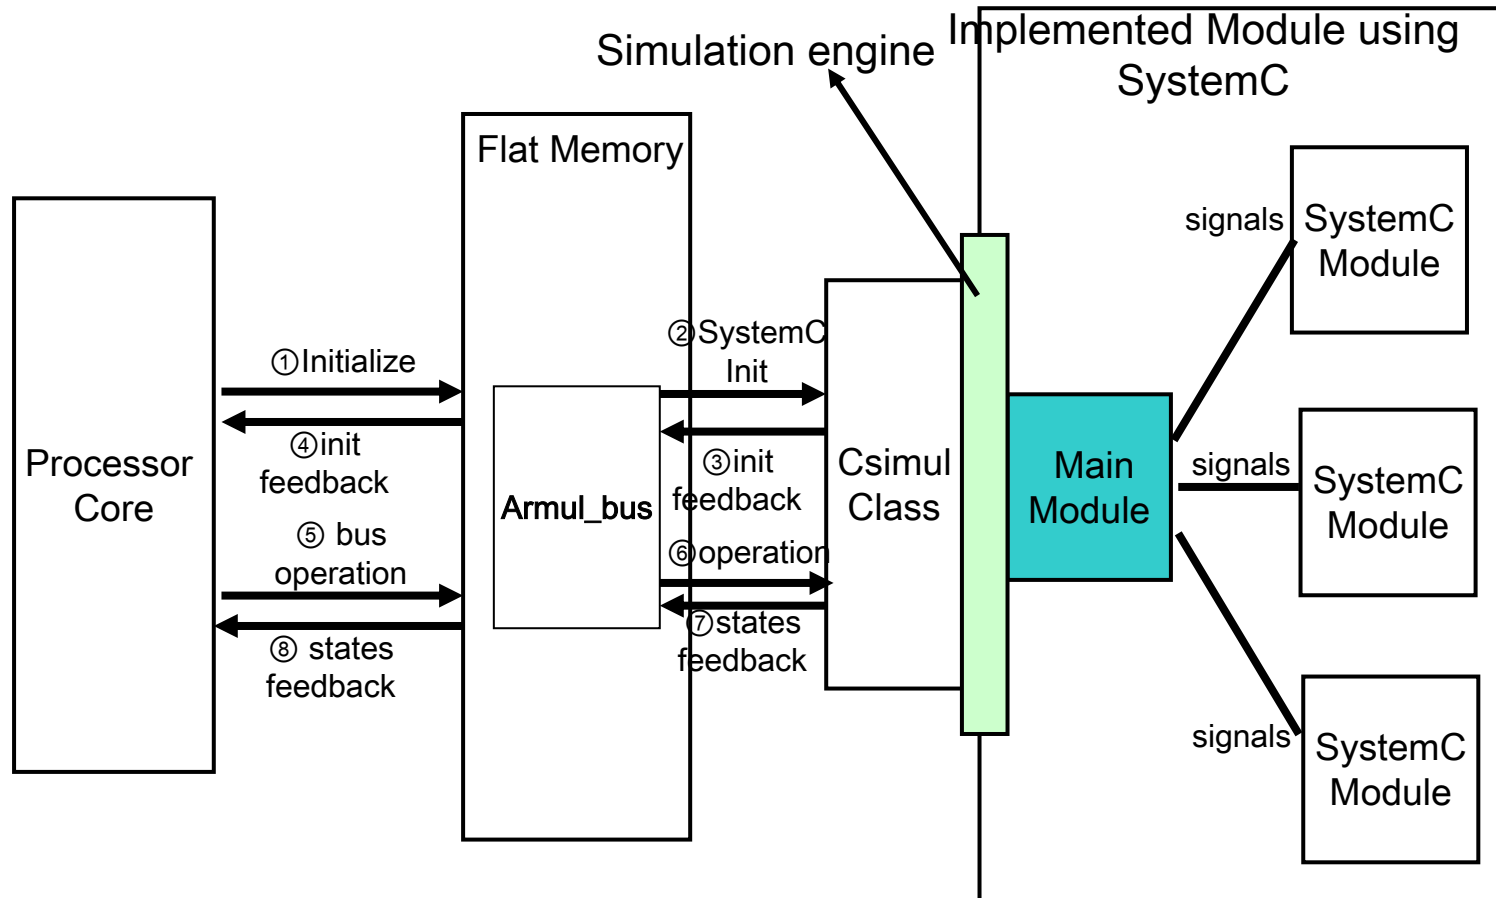 Simulation engine
Implemented Module using
SystemC
Flat Memory
signals
SystemC
Module
①Initialize
②SystemC
Init
④init
feedback
③init
feedback
Processor
Core
Armul_bus
Csimul
Class
Main
Module
signals
SystemC
Module
⑤ bus
operation
⑥operation
⑦states
feedback
⑧ states
feedback
signals
SystemC
Module